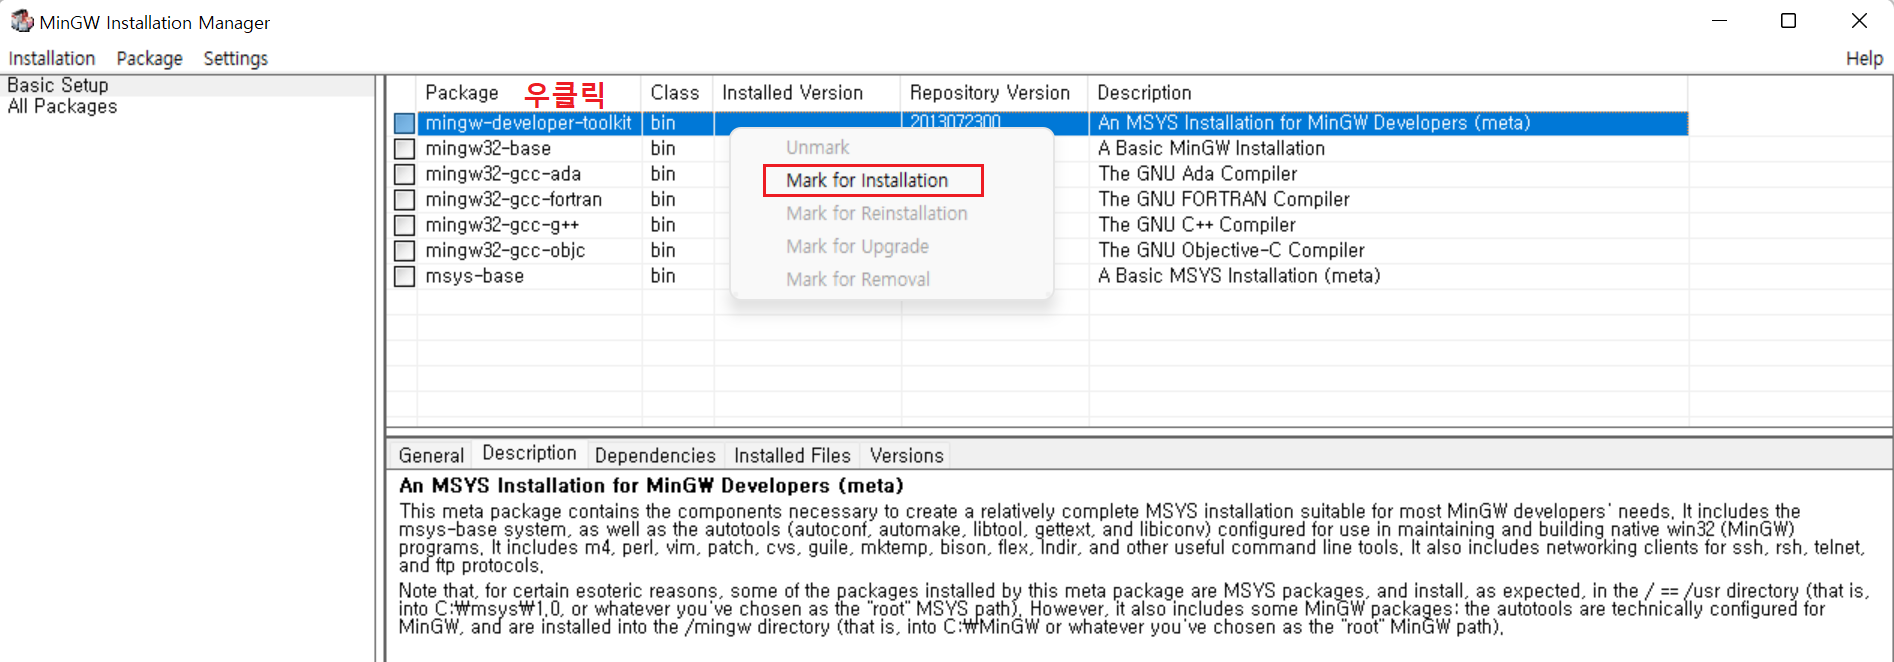 MinGW Installation Manager
Installation Package Settings Help
Basic Setup
All Packages
Package 우클릭 Class Installed Version Repository Version Description
mingw-developer-toolkit bin 2013072300 An MSYS Installation for MinGW Developers (meta)
mingw32-base bin A Basic MinGW Installation
mingw32-gcc-ada bin The GNU Ada Compiler
mingw32-gcc-fortran bin The GNU FORTRAN Compiler
mingw32-gcc-g++ bin The GNU C++ Compiler
mingw32-gcc-objc bin The GNU Objective-C Compiler
msys-base bin A Basic MSYS Installation (meta)
Unmark
Mark for Installation
Mark for Reinstallation
Mark for Upgrade
Mark for Removal
General Description Dependencies Installed Files Versions
An MSYS Installation for MinG₩ Developers (meta)
This meta package contains the components necessary to create a relatively complete MSYS installation suitable for most MinGW developers' needs. It includes the
msys-base system, as well as the autotools (autoconf, automake, libtool, gettext, and libiconv) configured for use in maintaining and building native win32 (MinGW)
programs. It includes m4, perl, vim, patch, cvs, guile, mktemp, bison, flex, lndir, and other useful command line tools. It also includes networking clients for ssh, rsh, telnet,
and ftp protocols.
Note that, for certain esoteric reasons, some of the packages installed by this meta package are MSYS packages, and install, as expected, in the / == /usr directory (that is,
into C:₩msys₩1.0, or whatever you've chosen as the "root" MSYS path). However, it also includes some MinGW packages: the autotools are technically configured for
MinGW, and are installed into the /mingw directory (that is, into C:₩MinGW or whatever you've chosen as the "root" MinGW path).